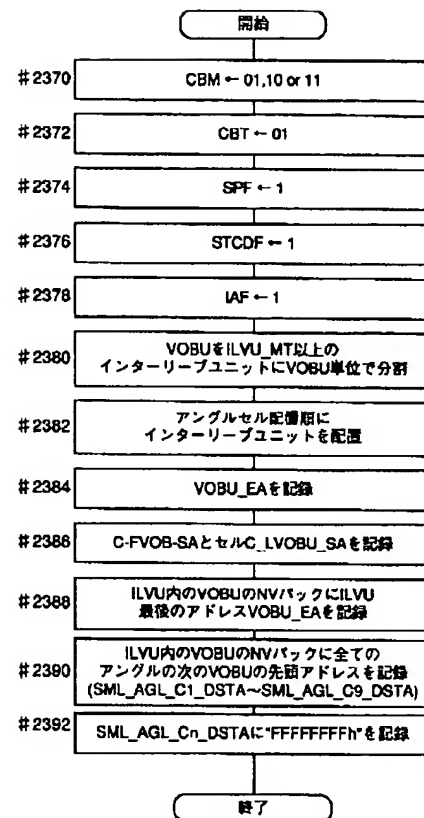 開始
#2370
CBM ← 01,10 or 11
#2372
CBT ← 01
#2374
SPF ← 1
#2376
STCDF ← 1
#2378
IAF ← 1
#2380
VOBUをILVU_MT以上の
インターリーブユニットにVOBU単位で分割
#2382
アングルセル配置順に
インターリーブユニットを配置
#2384
VOBU_EAを記録
#2386
C-FVOB-SAとセルC_LVOBU_SAを記録
#2388
ILVU内のVOBUのNVパックにILVU
最後のアドレスVOBU_EAを記録
#2390
ILVU内のVOBUのNVパックに全ての
アングルの次のVOBUの先頭アドレスを記録
(SML_AGL_C1_DSTA～SML_AGL_C9_DSTA)
#2392
SML_AGL_Cn_DSTAに"FFFFFFFFh"を記録
終了